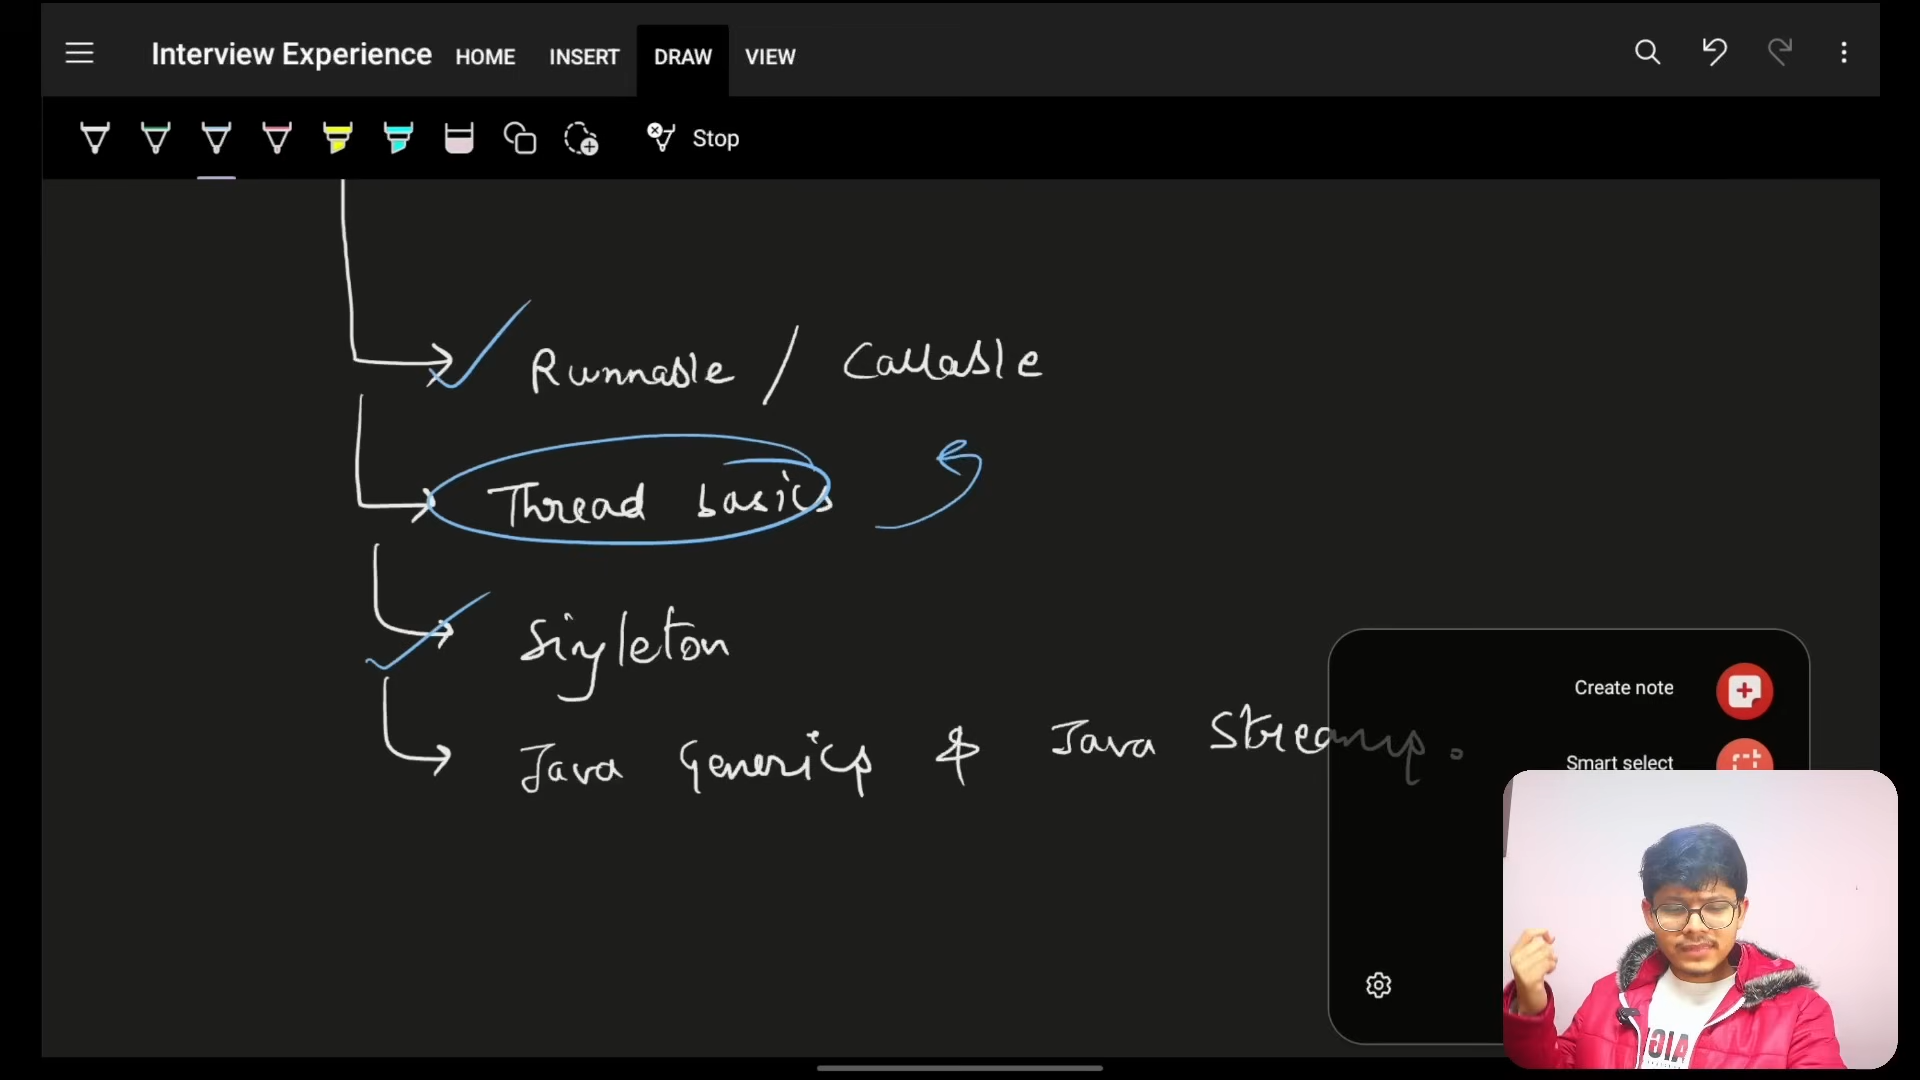 Interview Experience HOME INSERT DRAW VIEW
Stop
Runnable / Callable
Thread basics
Singleton
Java Generics & Java Streams.
Create note
Smart select